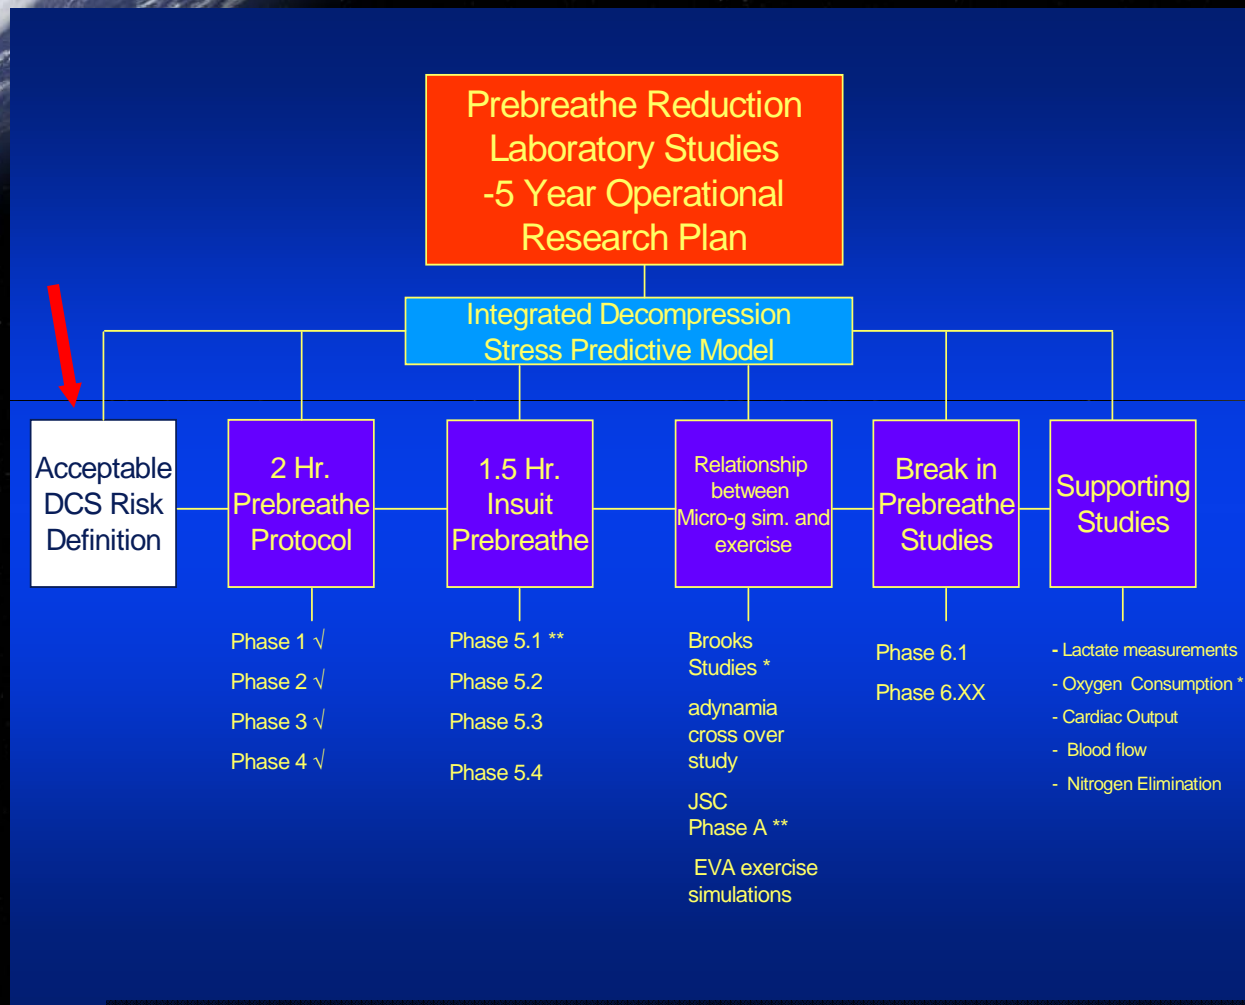 Prebreathe Reduction
Laboratory Studies
-5 Year Operational
Research Plan
Integrated Decompression
Stress Predictive Model
Acceptable
DCS Risk
Definition
2 Hr.
Prebreathe
Protocol
1.5 Hr.
Insuit
Prebreathe
Relationship
between
Micro-g sim. and
exercise
Break in
Prebreathe
Studies
Supporting
Studies
Phase 1 √
Phase 2 √
Phase 3 √
Phase 4 √
Phase 5.1 **
Phase 5.2
Phase 5.3
Phase 5.4
Brooks
Studies *
adynamia
cross over
study
JSC
Phase A **
EVA exercise
simulations
Phase 6.1
Phase 6.XX
- Lactate measurements
- Oxygen Consumption *
- Cardiac Output
- Blood flow
- Nitrogen Elimination